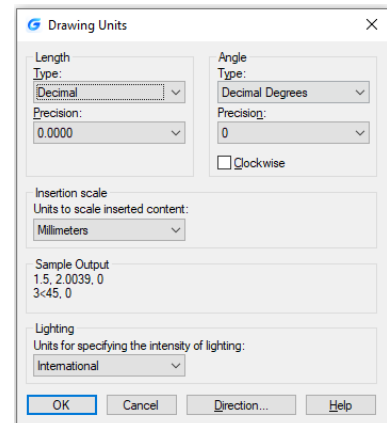 Drawing Units
Length
Type:
Decimal
Precision:
0.0000
Angle
Type:
Decimal Degrees
Precision:
0
Clockwise
Insertion scale
Units to scale inserted content:
Millimeters
Sample Output
1.5, 2.0039, 0
3<45, 0
Lighting
Units for specifying the intensity of lighting:
International
OK Cancel Direction... Help